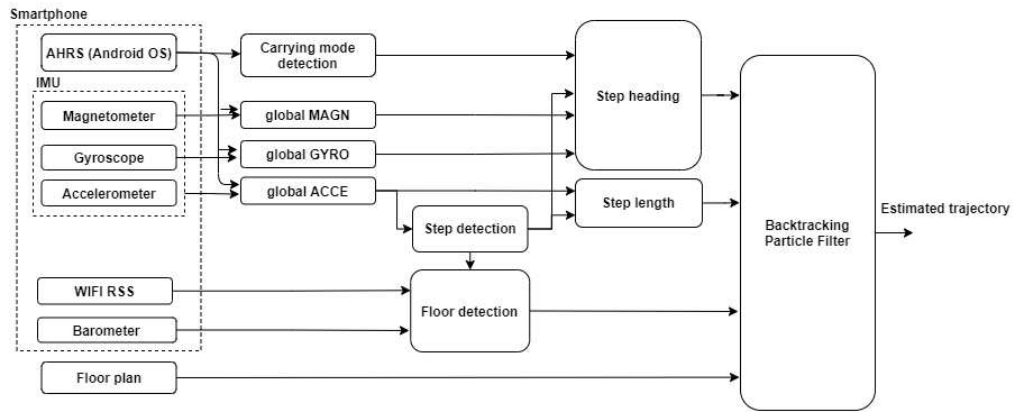 Smartphone
AHRS (Android OS)
Carrying mode
detection
IMU
Magnetometer
global MAGN
Step heading
Gyroscope
global GYRO
Accelerometer
global ACCE
Step length
Step detection
Backtracking
Particle Filter
Estimated trajectory
WIFI RSS
Floor detection
Barometer
Floor plan